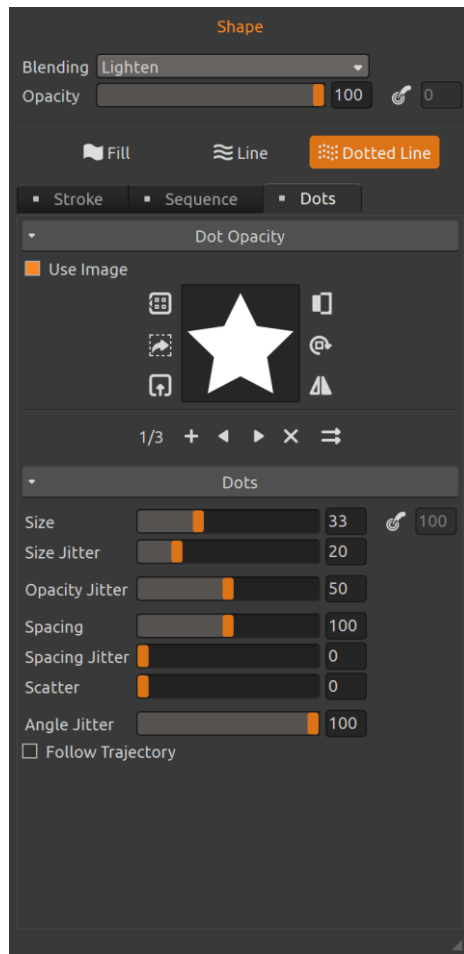 Shape
Blending Lighten
Opacity 100 0
Fill Line Dotted Line
Stroke Sequence Dots
Dot Opacity
Use Image
1/3
Dots
Size 33 100
Size Jitter 20
Opacity Jitter 50
Spacing 100
Spacing Jitter 0
Scatter 0
Angle Jitter 100
Follow Trajectory